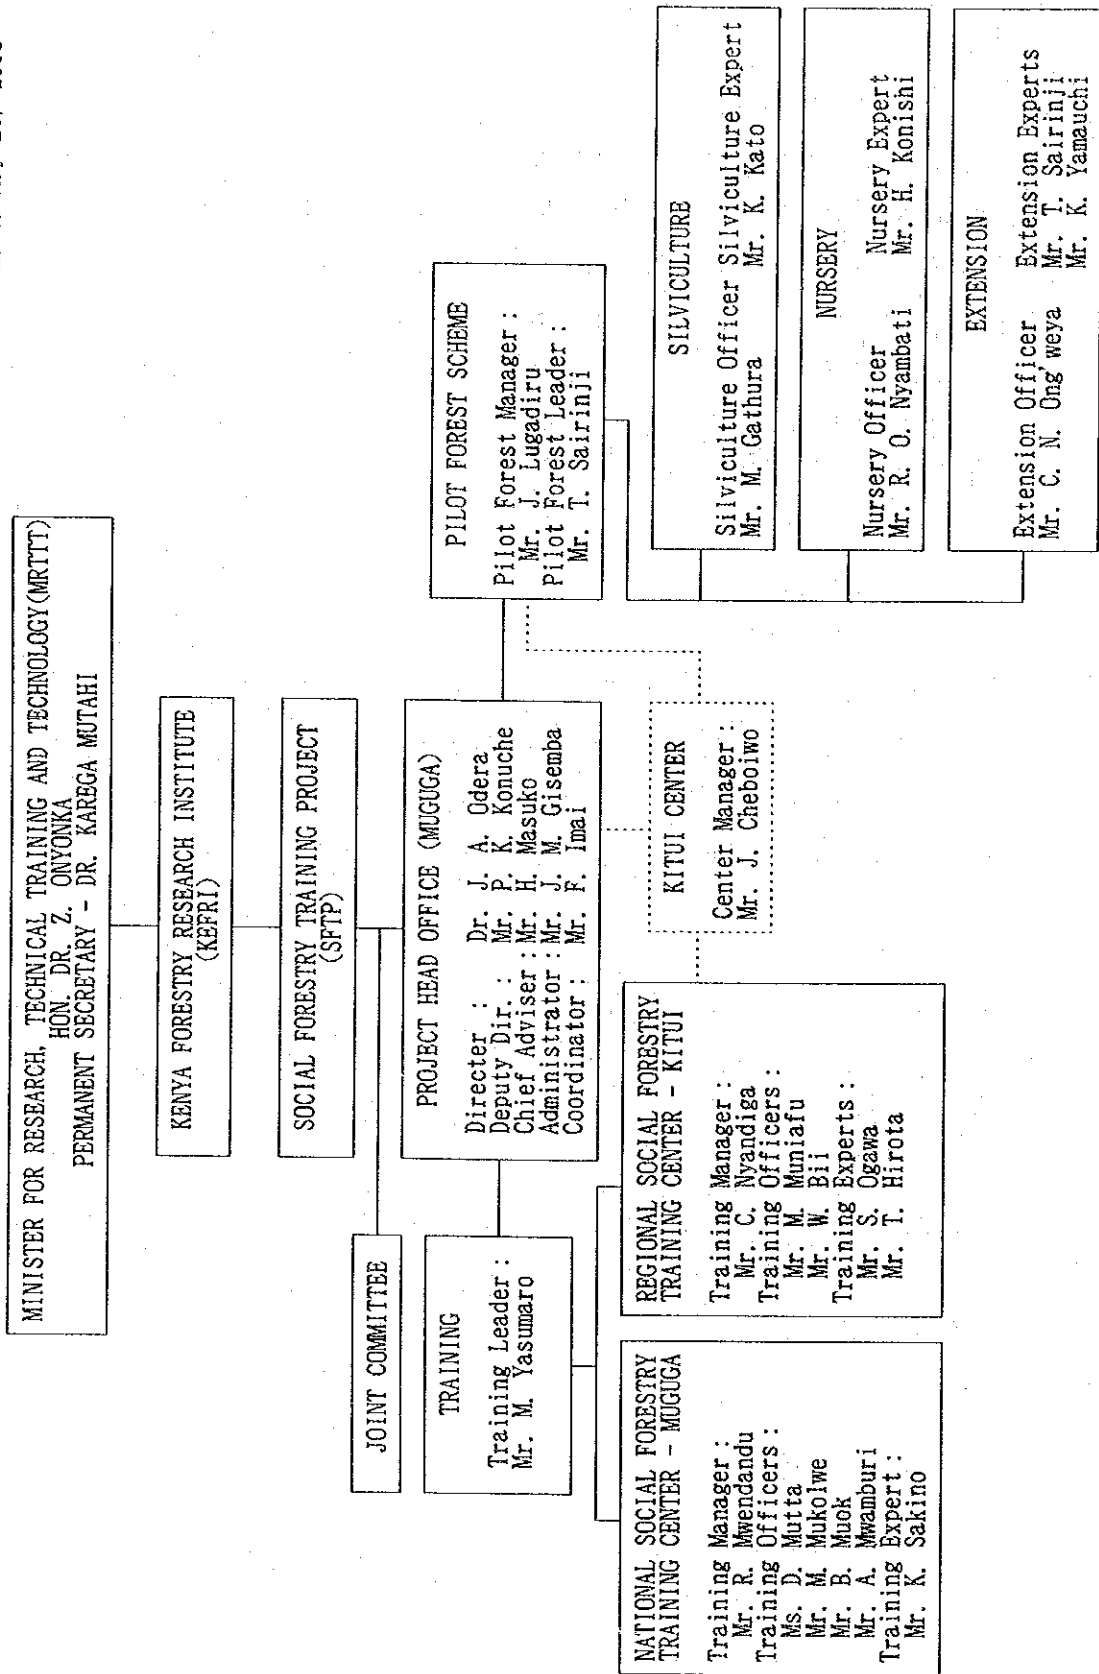 MINISTER FOR RESEARCH, TECHNICAL TRAINING AND TECHNOLOGY(MRTTT)
HON. DR. Z. ONYONKA
PERMANENT SECRETARY - DR. KAREGA MUTAHI
KENYA FORESTRY RESEARCH INSTITUTE
(KEFRI)
SOCIAL FORESTRY TRAINING PROJECT
(SFTP)
JOINT COMMITTEE
PROJECT HEAD OFFICE (MUGUGA)
Directer : Dr. J. A. Odera
Deputy Dir. : Mr. P. K. Konuche
Chief Adviser : Mr. H. Masuko
Administrator : Mr. J. M. Gisemba
Coordinator : Mr. F. Imai
TRAINING
Training Leader :
Mr. M. Yasumaro
PILOT FOREST SCHEME
Pilot Forest Manager :
Mr. J. Lugadiru
Pilot Forest Leader :
Mr. T. Sairinji
KITUI CENTER
Center Manager :
Mr. J. Cheboiwo
NATIONAL SOCIAL FORESTRY
TRAINING CENTER - MUGUGA
Training Manager :
Mr. R. Mwendandu
Training Officers :
Ms. D. Mutta
Mr. M. Mukolwe
Mr. B. Muok
Mr. A. Mwamburi
Training Expert :
Mr. K. Sakino
REGIONAL SOCIAL FORESTRY
TRAINING CENTER - KITUI
Training Manager :
Mr. C. Nyandiga
Training Officers :
Mr. M. Muniafu
Mr. W. Bii
Training Experts :
Mr. S. Ogawa
Mr. T. Hirota
SILVICULTURE
Silviculture Officer Silviculture Expert
Mr. M. Gathura Mr. K. Kato
NURSERY
Nursery Officer Nursery Expert
Mr. R. O. Nyambati Mr. H. Konishi
EXTENSION
Extension Officer Extension Experts
Mr. C. N. Ong'weya Mr. T. Sairinji
Mr. K. Yamauchi